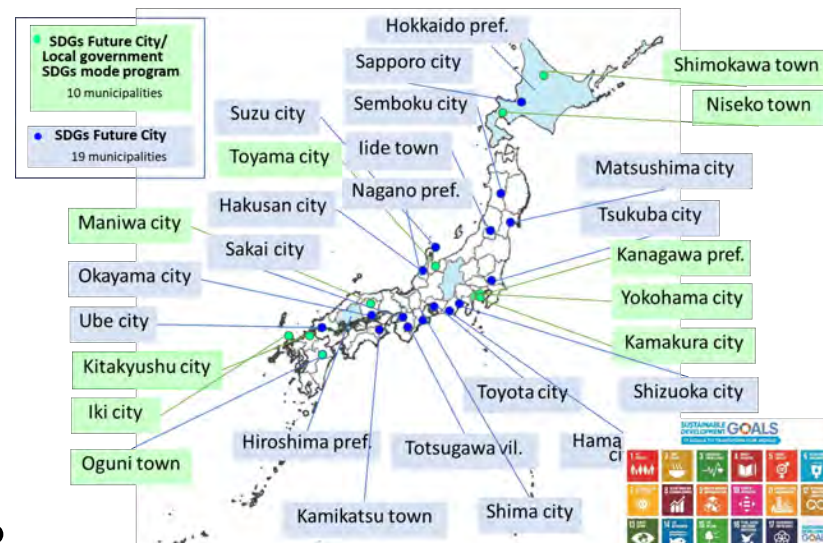 SDGs Future City/
Local government
SDGs mode program
10 municipalities
SDGs Future City
19 municipalities
Hokkaido pref.
Sapporo city
Semboku city
Suzu city
Iide town
Toyama city
Nagano pref.
Hakusan city
Maniwa city
Sakai city
Okayama city
Ube city
Kitakyushu city
Iki city
Oguni town
Hiroshima pref.
Kamikatsu town
Totsugawa vil.
Shima city
Toyota city
Hama
Shimokawa town
Niseko town
Matsushima city
Tsukuba city
Kanagawa pref.
Yokohama city
Kamakura city
Shizuoka city
SUSTAINABLE
DEVELOPMENT
GOALS